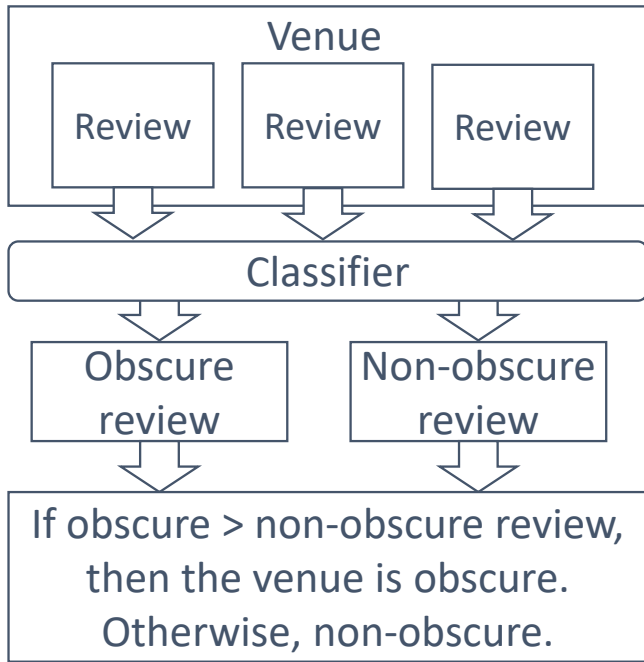 Venue
Review
Review
Review
Classifier
Obscure
review
Non-obscure
review
If obscure > non-obscure review,
then the venue is obscure.
Otherwise, non-obscure.